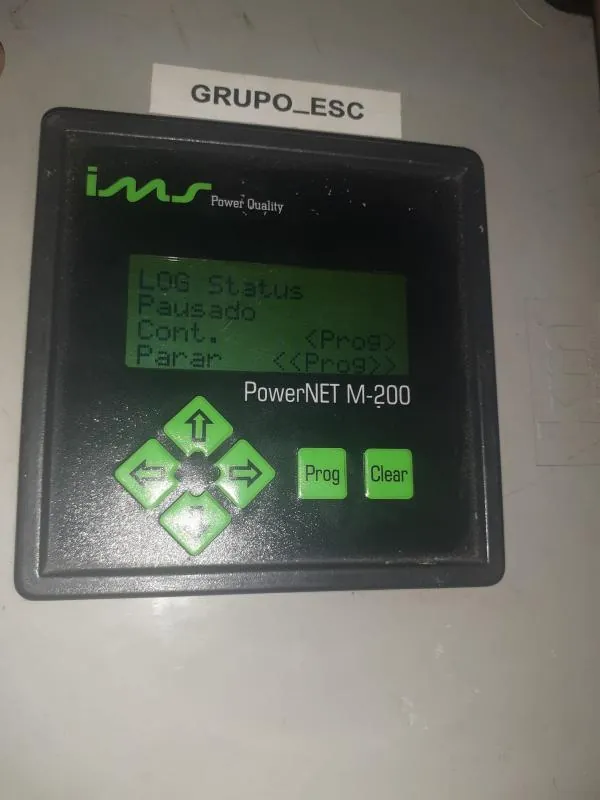 GRUPO_ESC
ims Power Quality
LOG Status
Pausado
Cont. <Prog>
Parar <<Prog>>
PowerNET M-200
Prog Clear